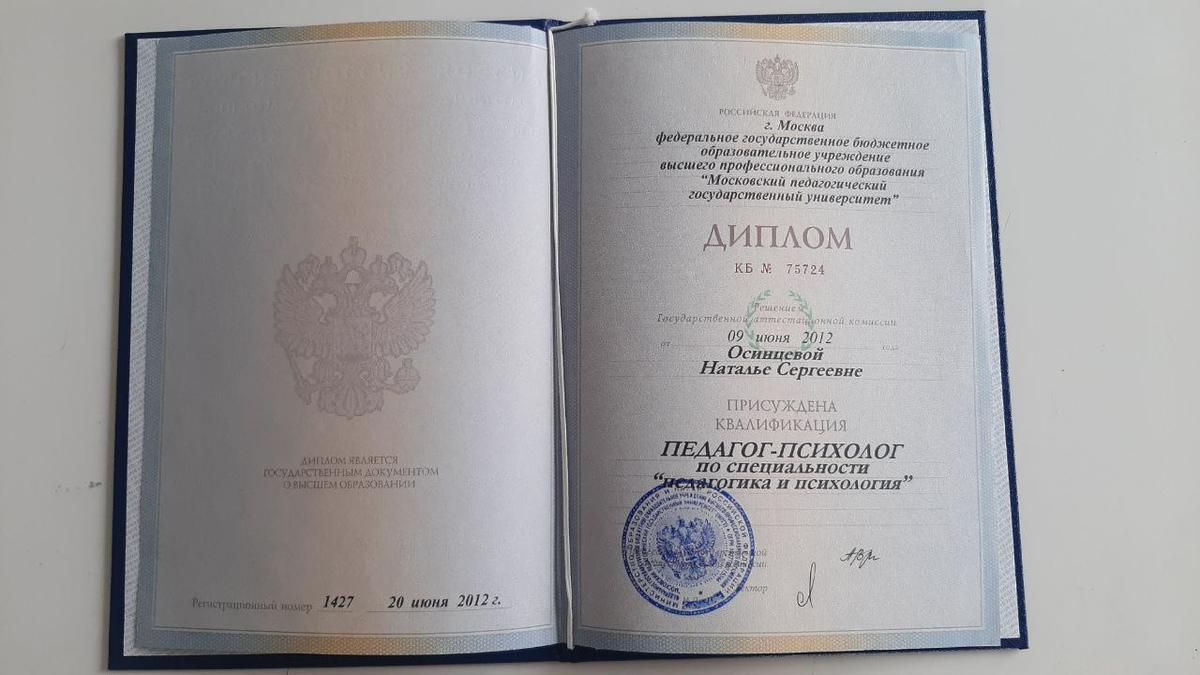 ДИПЛОМ ЯВЛЯЕТСЯ
ГОСУДАРСТВЕННЫМ ДОКУМЕНТОМ
О ВЫСШЕМ ОБРАЗОВАНИИ
Регистрационный номер 1427 20 июня 2012 г.
РОССИЙСКАЯ ФЕДЕРАЦИЯ
г. Москва
федеральное государственное бюджетное
образовательное учреждение
высшего профессионального образования
"Московский педагогический
государственный университет"
ДИПЛОМ
КБ № 75724
Решением
Государственной аттестационной комиссии
от 09 июня 2012 года
Осинцевой
Наталье Сергеевне
ПРИСУЖДЕНА
КВАЛИФИКАЦИЯ
ПЕДАГОГ-ПСИХОЛОГ
по специальности
"педагогика и психология"